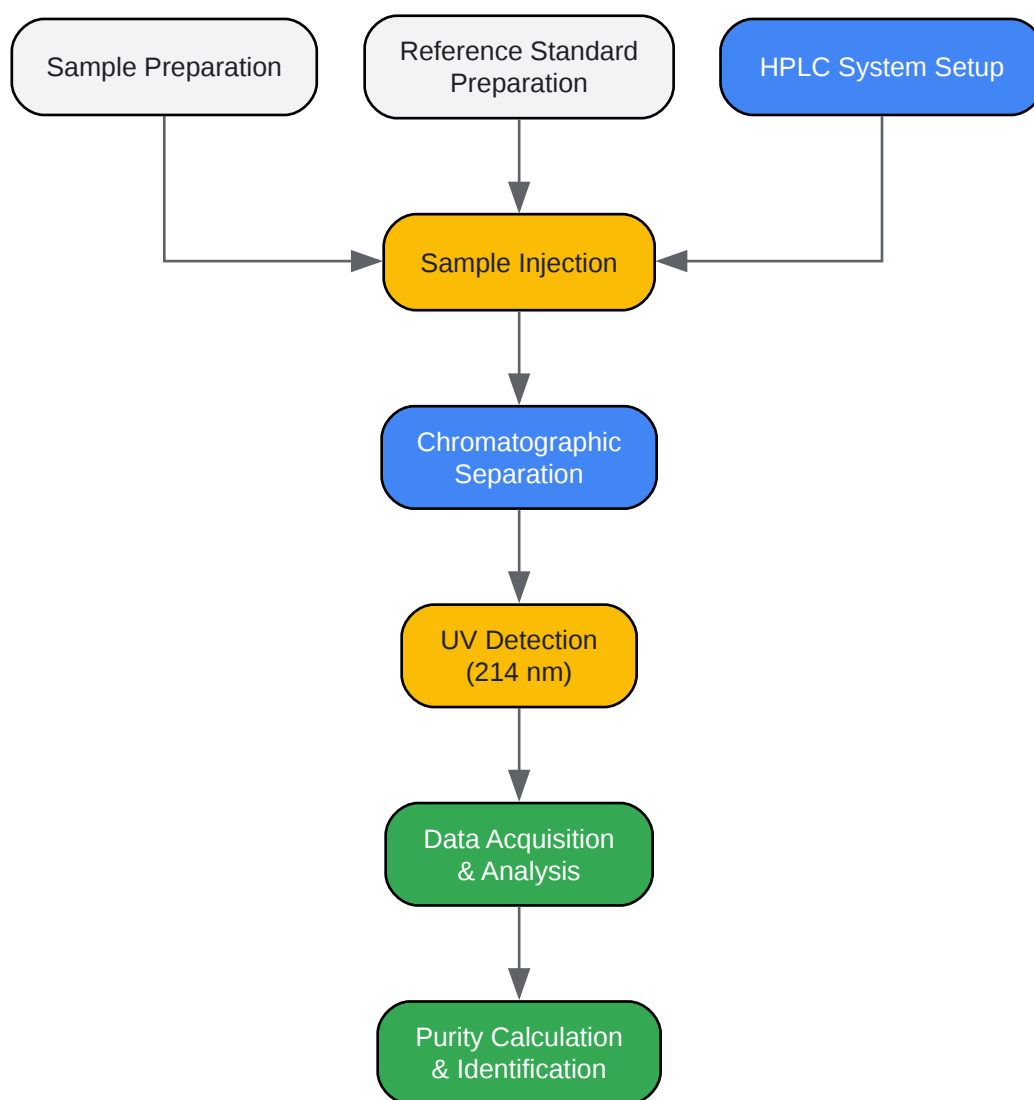 Sample Preparation
Reference Standard
Preparation
HPLC System Setup
Sample Injection
Chromatographic
Separation
UV Detection
(214 nm)
Data Acquisition
& Analysis
Purity Calculation
& Identification